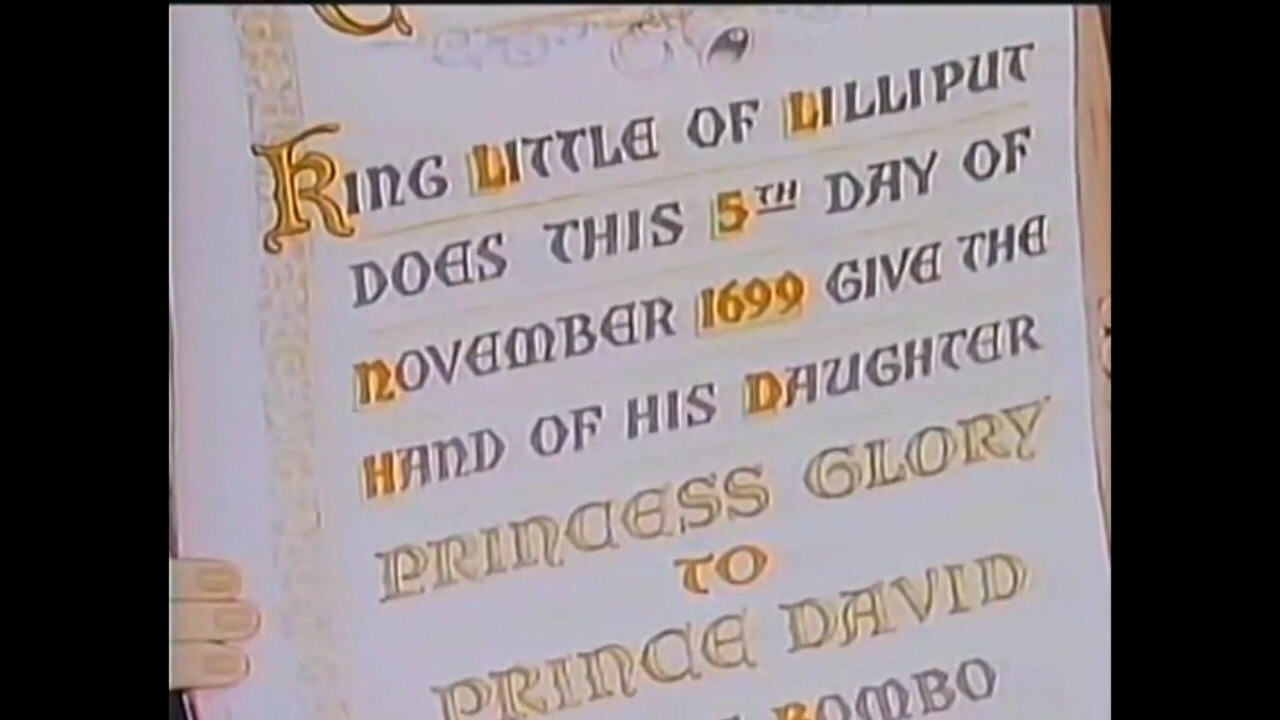 KING LITTLE OF LILLIPUT
DOES THIS 5TH DAY OF
NOVEMBER 1699 GIVE THE
HAND OF HIS DAUGHTER
PRINCESS GLORY
TO
PRINCE DAVID
BOMBO